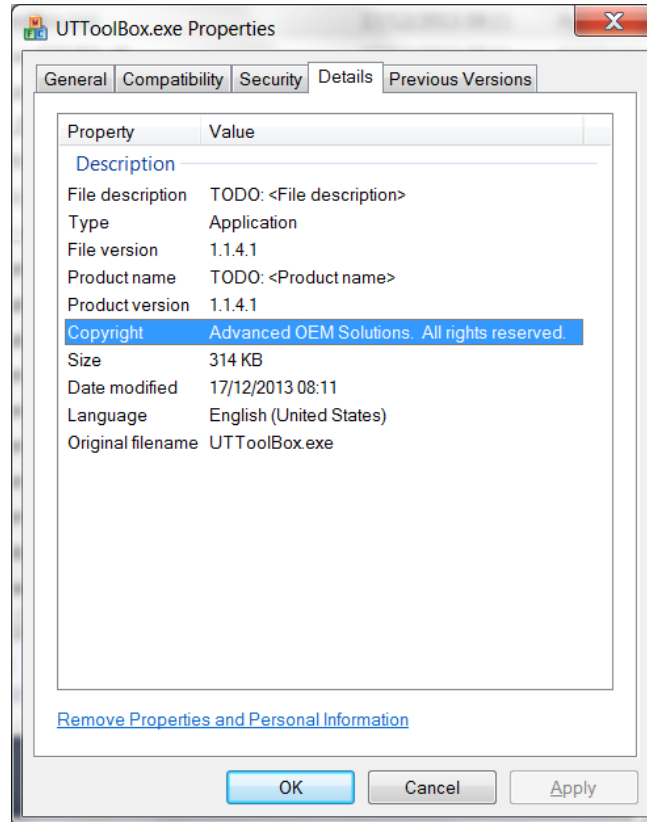 UTToolBox.exe Properties
General Compatibility Security Details Previous Versions
Property Value
Description
File description TODO: <File description>
Type Application
File version 1.1.4.1
Product name TODO: <Product name>
Product version 1.1.4.1
Copyright Advanced OEM Solutions.  All rights reserved.
Size 314 KB
Date modified 17/12/2013 08:11
Language English (United States)
Original filename UTToolBox.exe
Remove Properties and Personal Information
OK Cancel Apply